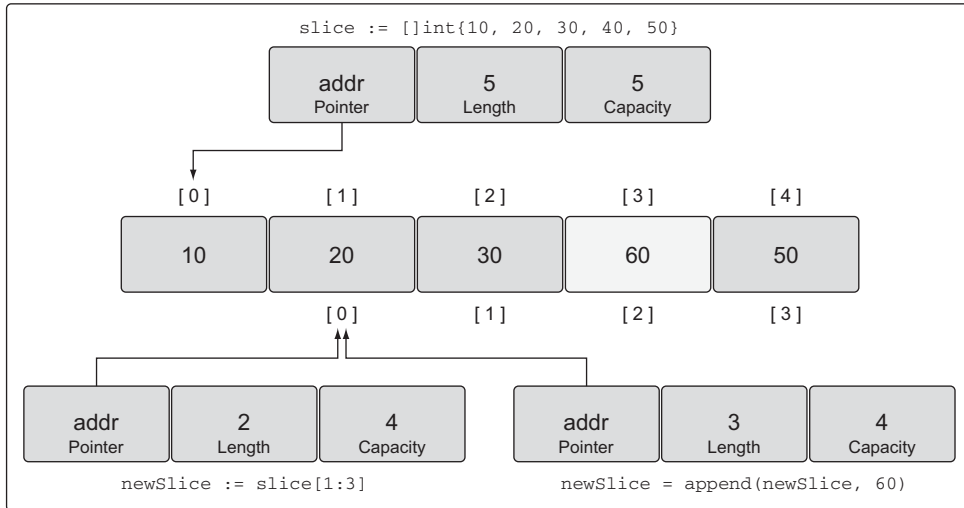 slice := []int{10, 20, 30, 40, 50}
addr 5 5
Pointer Length Capacity
[0] [1] [2] [3] [4]
10 20 30 60 50
[0] [1] [2] [3]
addr 2 4 addr 3 4
Pointer Length Capacity Pointer Length Capacity
newSlice := slice[1:3] newSlice = append(newSlice, 60)